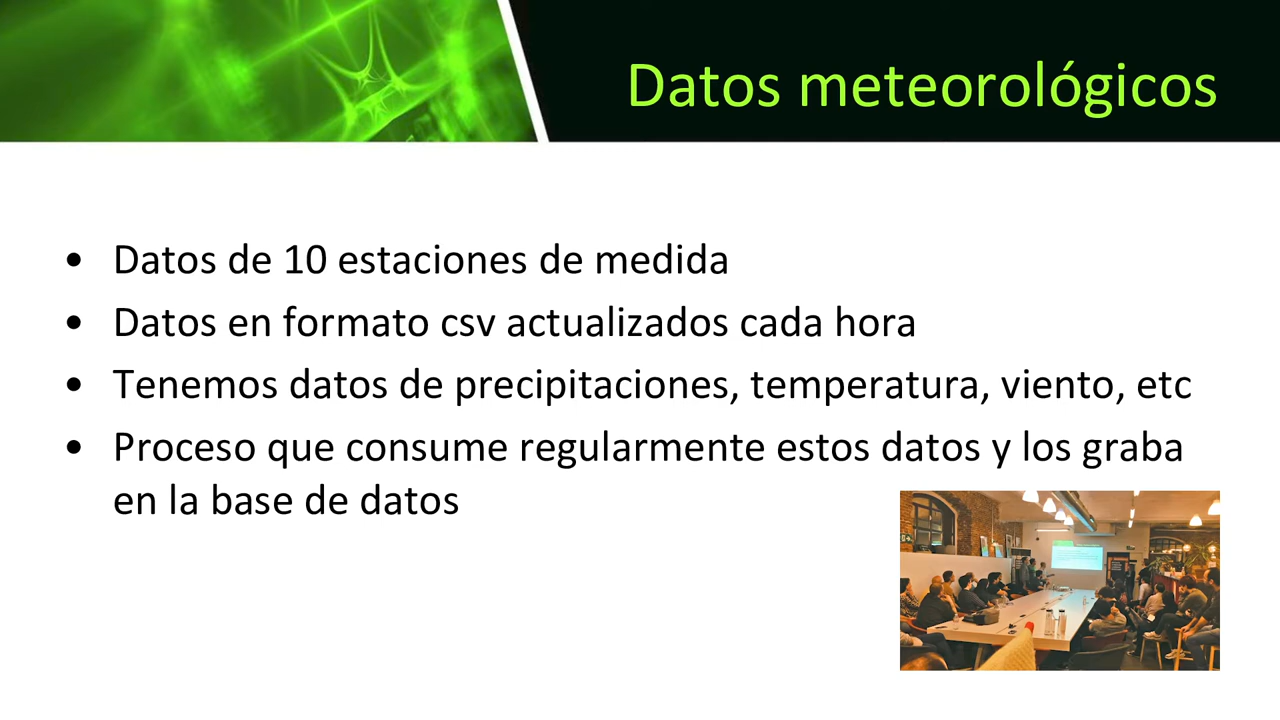 Datos meteorológicos
• Datos de 10 estaciones de medida
• Datos en formato csv actualizados cada hora
• Tenemos datos de precipitaciones, temperatura, viento, etc
• Proceso que consume regularmente estos datos y los graba
en la base de datos